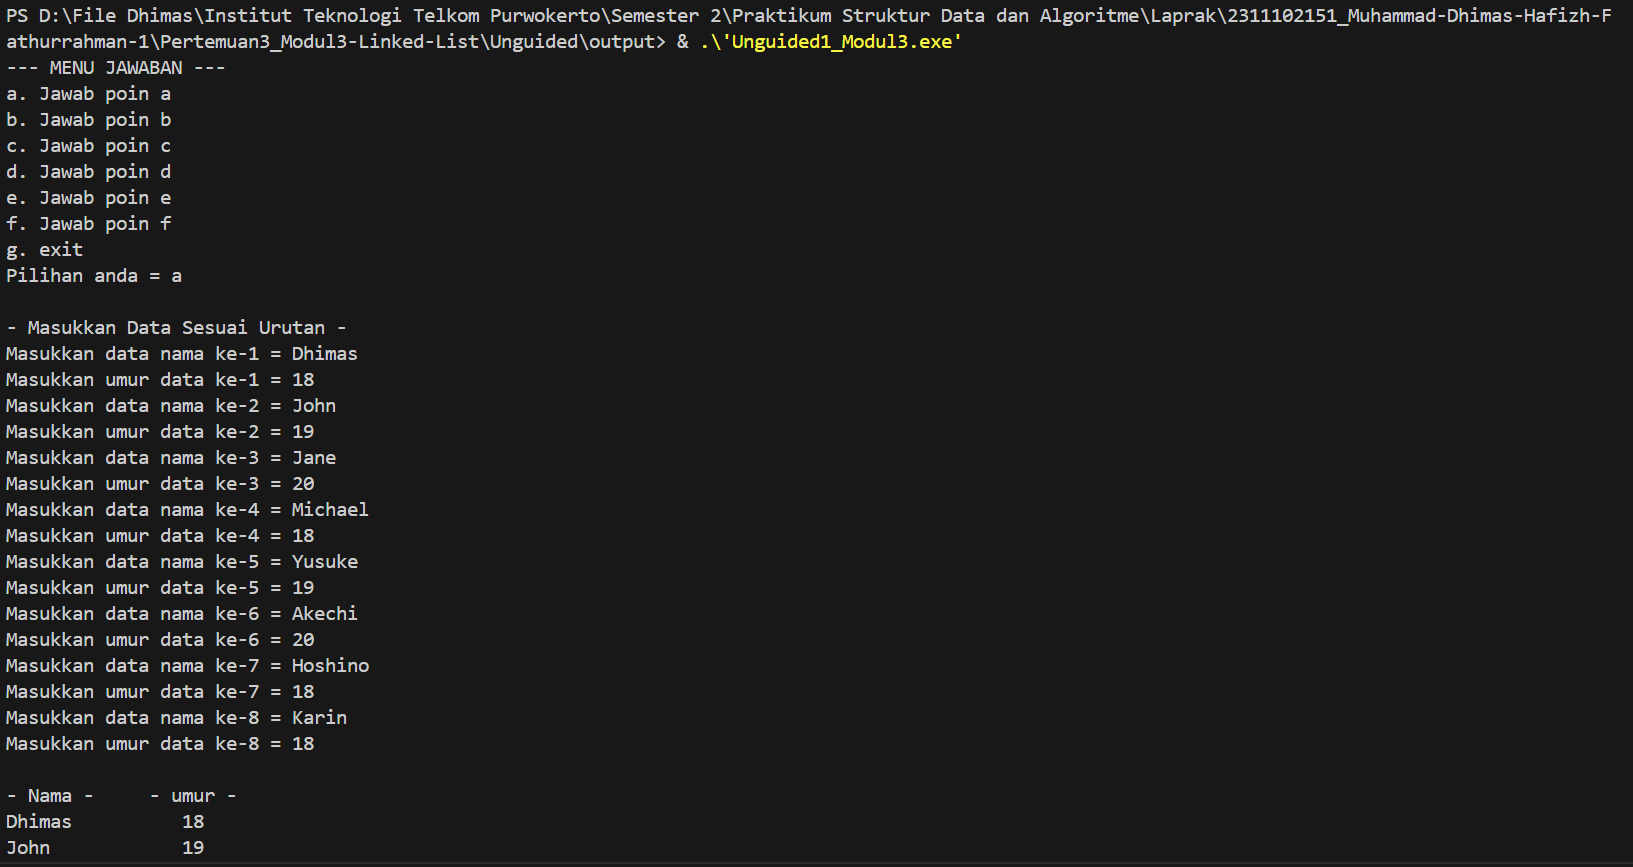 PS D:\File Dhimas\Institut Teknologi Telkom Purwokerto\Semester 2\Praktikum Struktur Data dan Algoritme\Laprak\2311102151_Muhammad-Dhimas-Hafizh-F
athurrahman-1\Pertemuan3_Modul3-Linked-List\Unguided\output> & .\'Unguided1_Modul3.exe'
--- MENU JAWABAN ---
a. Jawab poin a
b. Jawab poin b
c. Jawab poin c
d. Jawab poin d
e. Jawab poin e
f. Jawab poin f
g. exit
Pilihan anda = a

- Masukkan Data Sesuai Urutan -
Masukkan data nama ke-1 = Dhimas
Masukkan umur data ke-1 = 18
Masukkan data nama ke-2 = John
Masukkan umur data ke-2 = 19
Masukkan data nama ke-3 = Jane
Masukkan umur data ke-3 = 20
Masukkan data nama ke-4 = Michael
Masukkan umur data ke-4 = 18
Masukkan data nama ke-5 = Yusuke
Masukkan umur data ke-5 = 19
Masukkan data nama ke-6 = Akechi
Masukkan umur data ke-6 = 20
Masukkan data nama ke-7 = Hoshino
Masukkan umur data ke-7 = 18
Masukkan data nama ke-8 = Karin
Masukkan umur data ke-8 = 18

- Nama -     - umur -
Dhimas          18
John            19